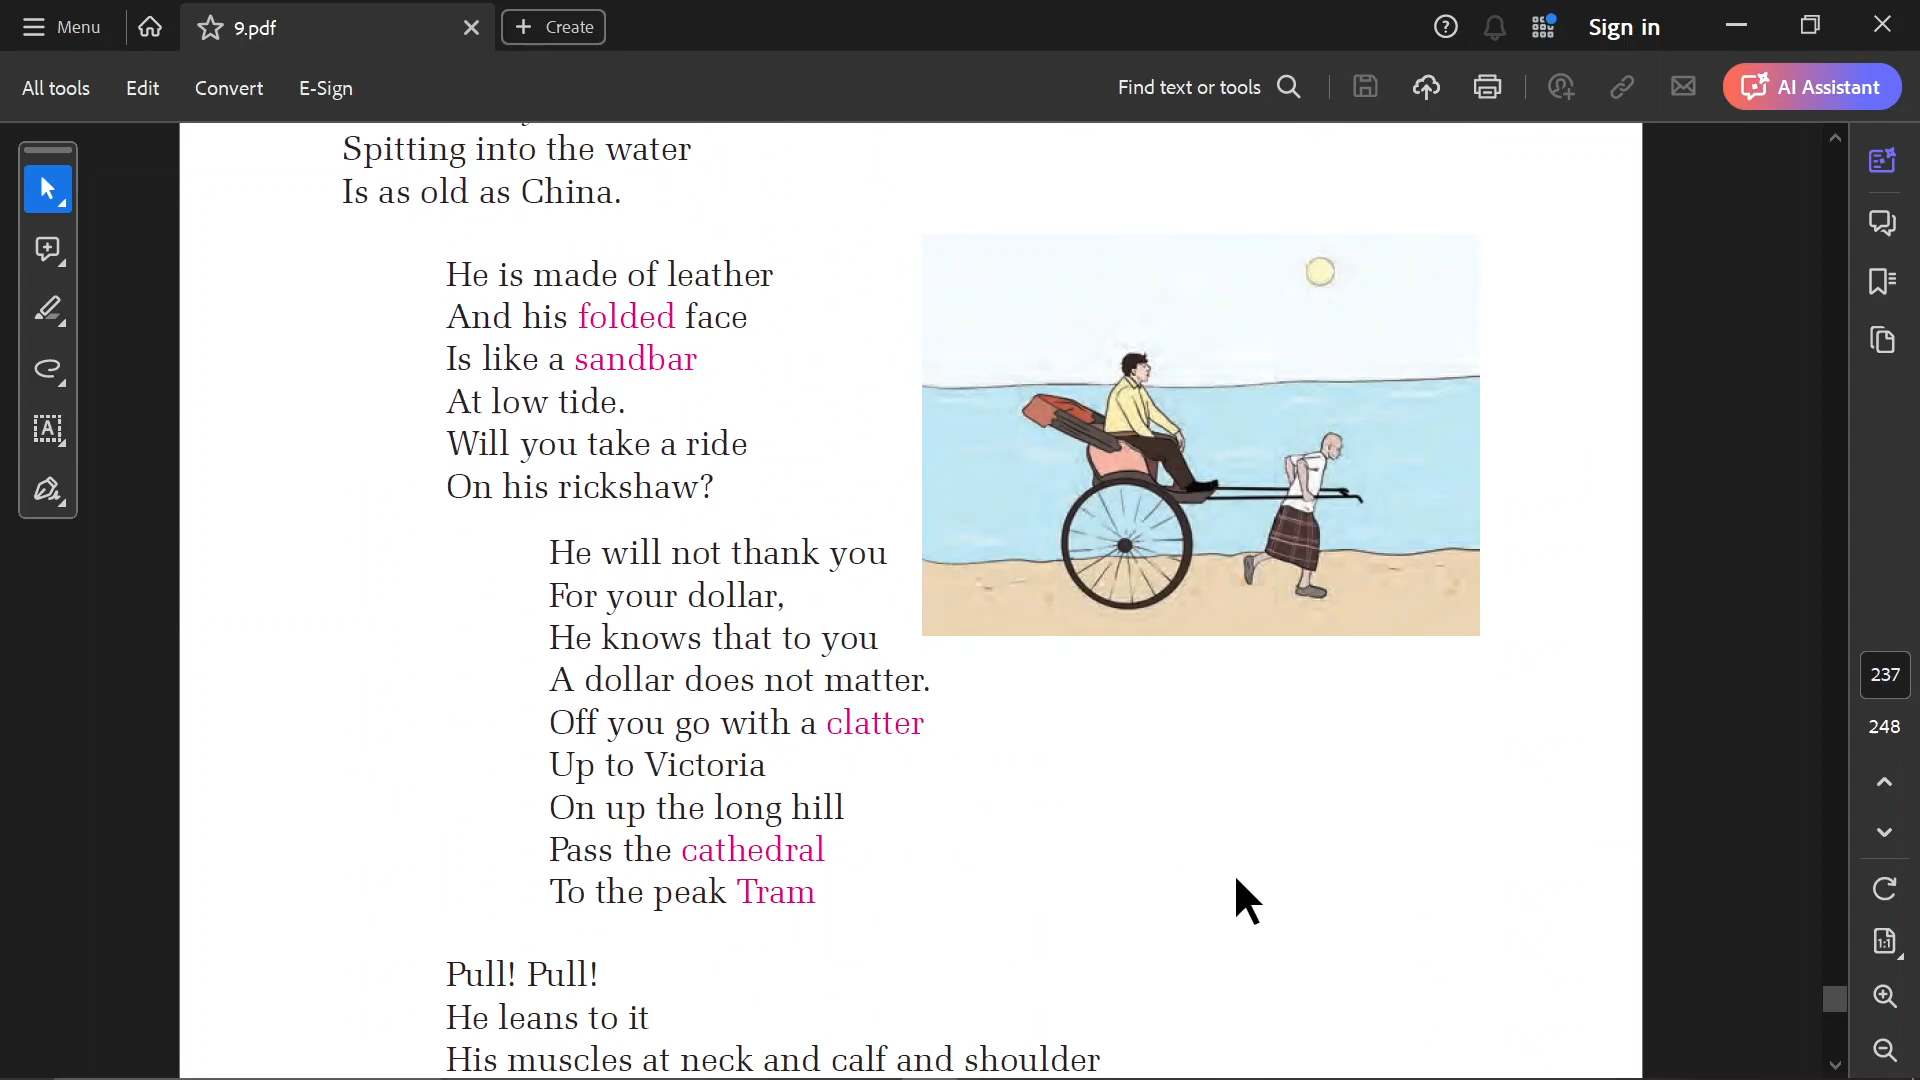 Menu
9.pdf
Create
Sign in
All tools
Edit
Convert
E-Sign
Find text or tools
AI Assistant
Spitting into the water
Is as old as China.
He is made of leather
And his folded face
Is like a sandbar
At low tide.
Will you take a ride
On his rickshaw?
He will not thank you
For your dollar,
He knows that to you
A dollar does not matter.
Off you go with a clatter
Up to Victoria
On up the long hill
Pass the cathedral
To the peak Tram
Pull! Pull!
He leans to it
His muscles at neck and calf and shoulder
237
248